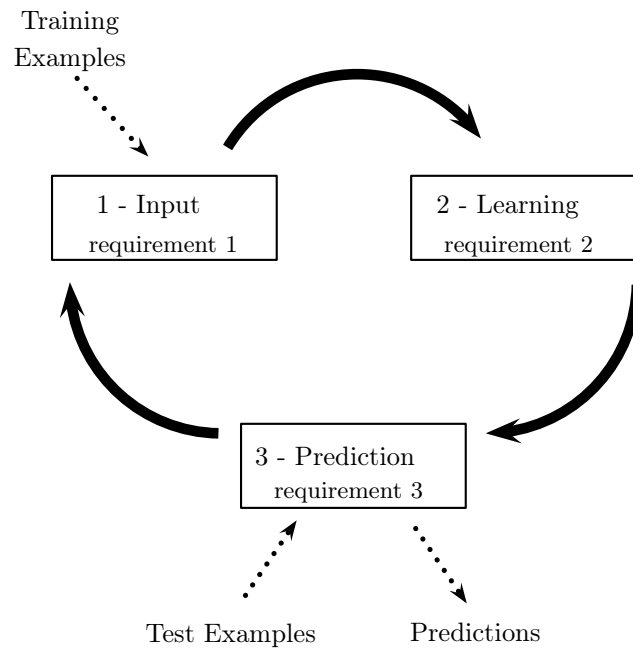 Training
Examples
1 - Input
requirement 1
2 - Learning
requirement 2
3 - Prediction
requirement 3
Test Examples
Predictions